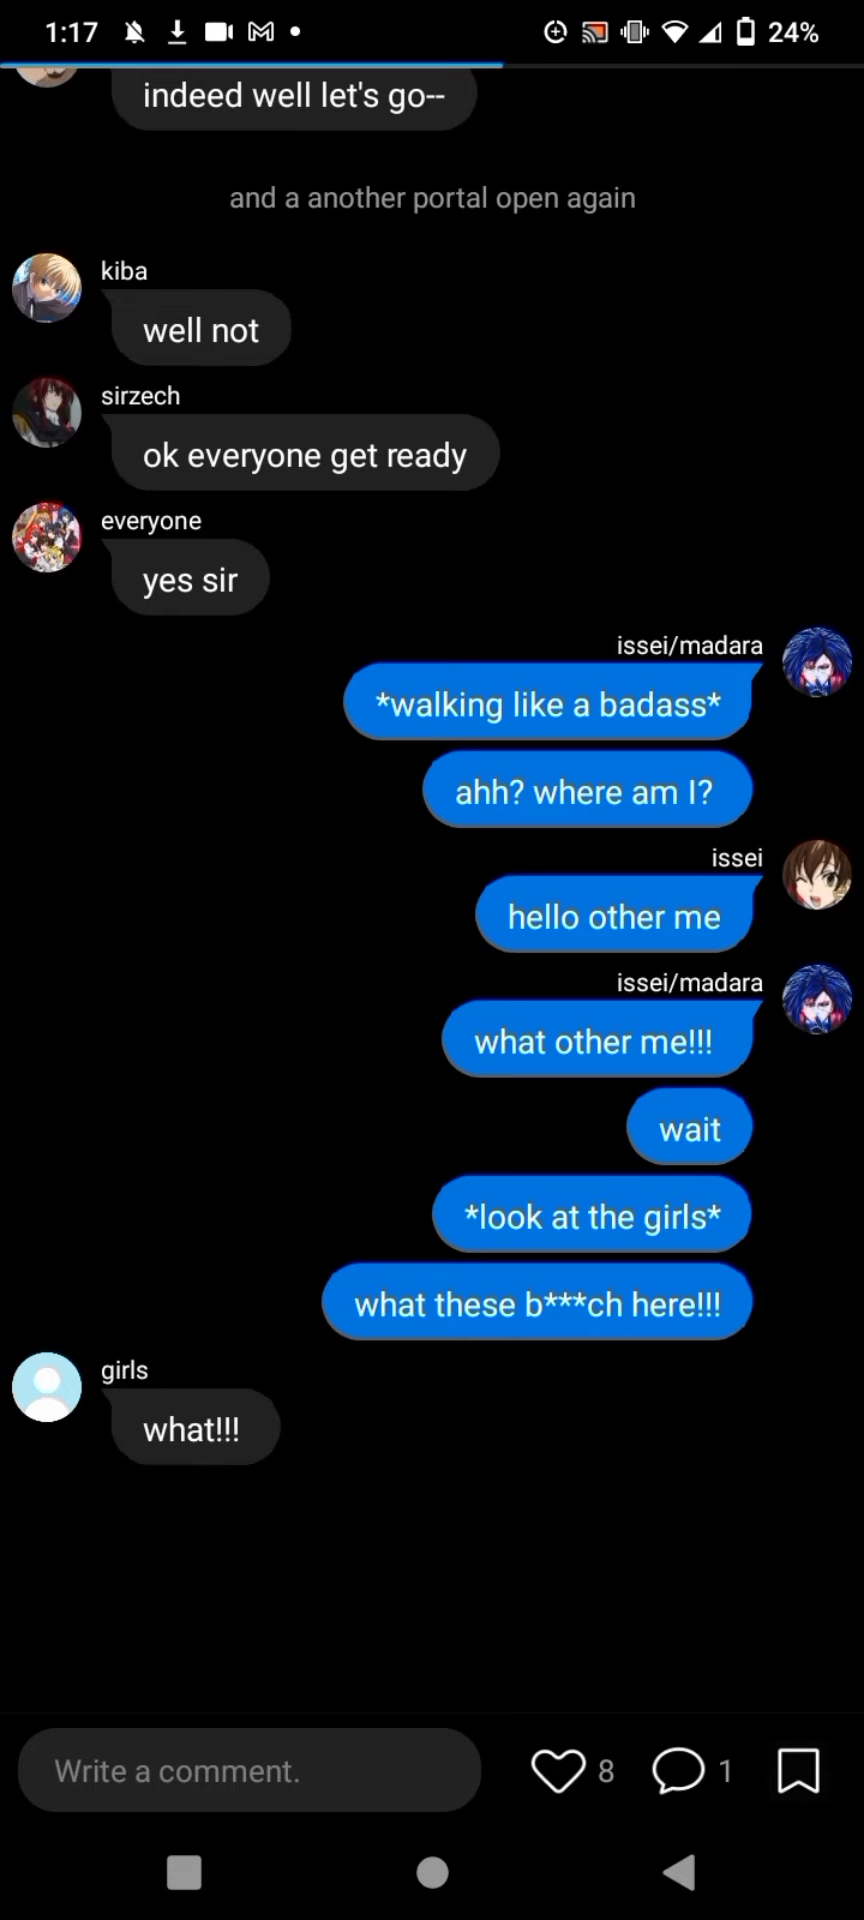 1:17
24%
indeed well let's go--
and a another portal open again
kiba
well not
sirzech
ok everyone get ready
everyone
yes sir
issei/madara
*walking like a badass*
ahh? where am I?
issei
hello other me
issei/madara
what other me!!!
wait
*look at the girls*
what these b***ch here!!!
girls
what!!!
Write a comment.
8
1